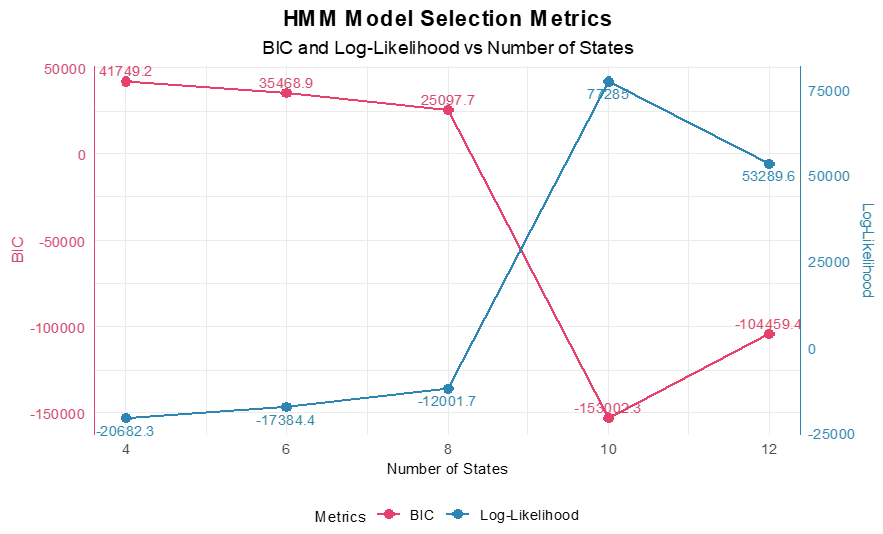 HMM Model Selection Metrics
BIC and Log-Likelihood vs Number of States
50000
0
-50000
-100000
-150000
BIC
41749.2
35468.9
25097.7
-153002.3
-104459.4
-20682.3
-17384.4
-12001.7
77285
53289.6
75000
50000
25000
0
-25000
Log-Likelihood
4 6 8 10 12
Number of States
Metrics BIC Log-Likelihood